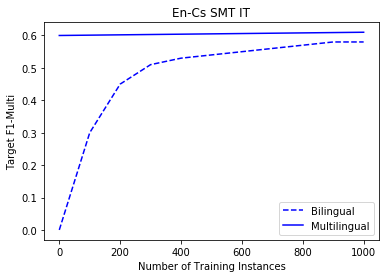 En-Cs SMT IT
Target F1-Multi
0.6
0.5
0.4
0.3
0.2
0.1
0.0
0
200
400
600
800
1000
Number of Training Instances
Bilingual
Multilingual